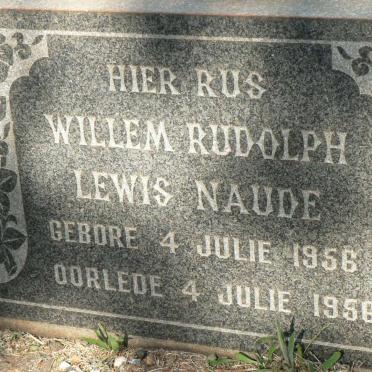 HIER RUS
WILLEM RUDOLPH
LEWIS NAUDE
GEBORE 4 JULIE 1956
OORLEDE 4 JULIE 1956